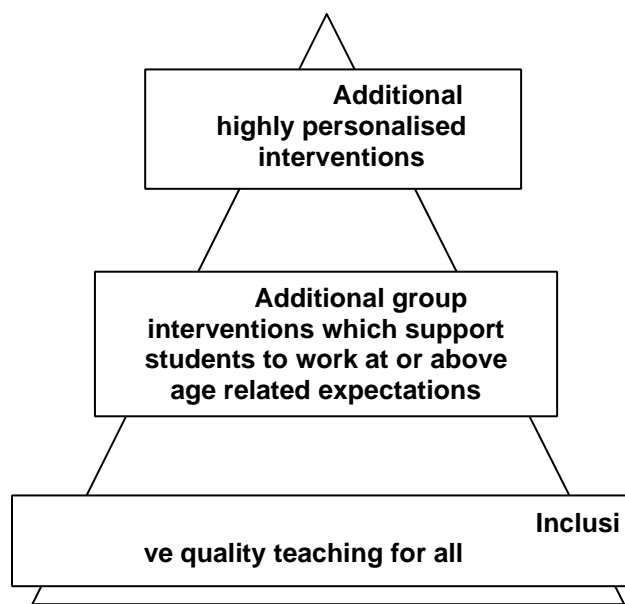 Additional
highly personalised
interventions
Additional group
interventions which support
students to work at or above
age related expectations
Inclusi
ve quality teaching for all